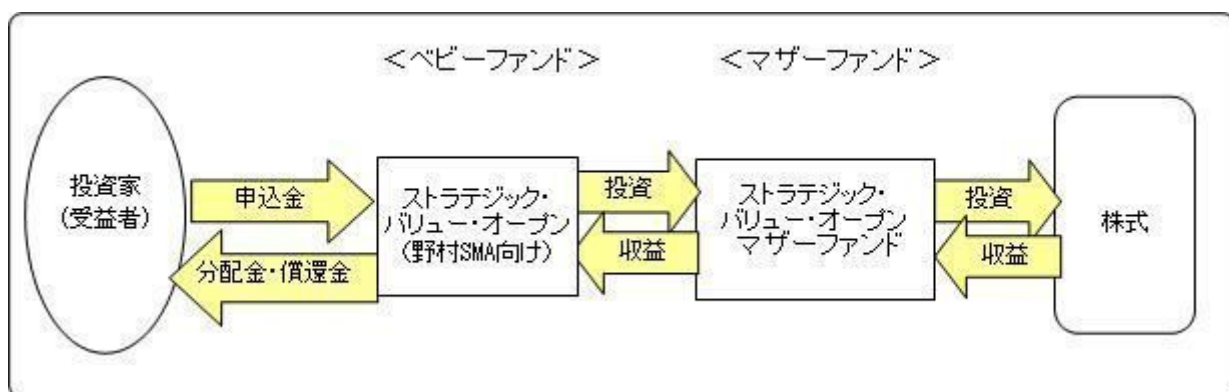 ＜ベビーファンド＞
＜マザーファンド＞
投資家
(受益者)
申込金
分配金・償還金
ストラテジック・
バリュー・オープン
(野村SMA向け)
投資
収益
ストラテジック・
バリュー・オープン
マザーファンド
投資
収益
株式